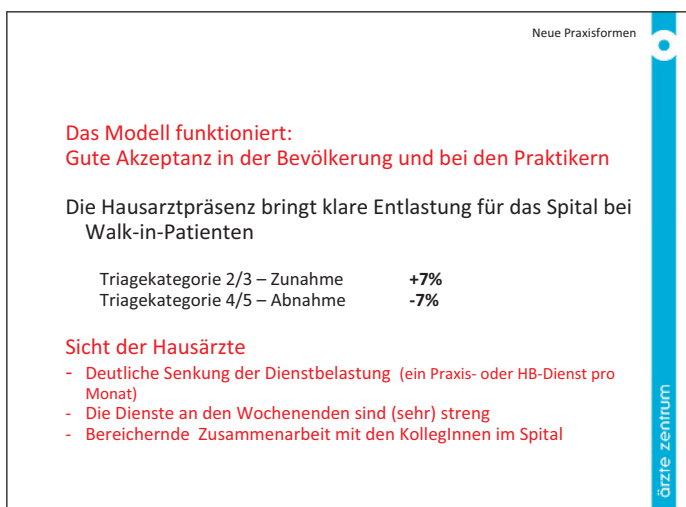 Neue Praxisformen
Das Modell funktioniert:
Gute Akzeptanz in der Bevölkerung und bei den Praktikern
Die Hausarztpräsenz bringt klare Entlastung für das Spital bei
Walk-in-Patienten
Triagekategorie 2/3 – Zunahme +7%
Triagekategorie 4/5 – Abnahme -7%
Sicht der Hausärzte
- Deutliche Senkung der Dienstbelastung (ein Praxis- oder HB-Dienst pro
Monat)
- Die Dienste an den Wochenenden sind (sehr) streng
- Bereichernde Zusammenarbeit mit den KollegInnen im Spital
ärzte zentrum